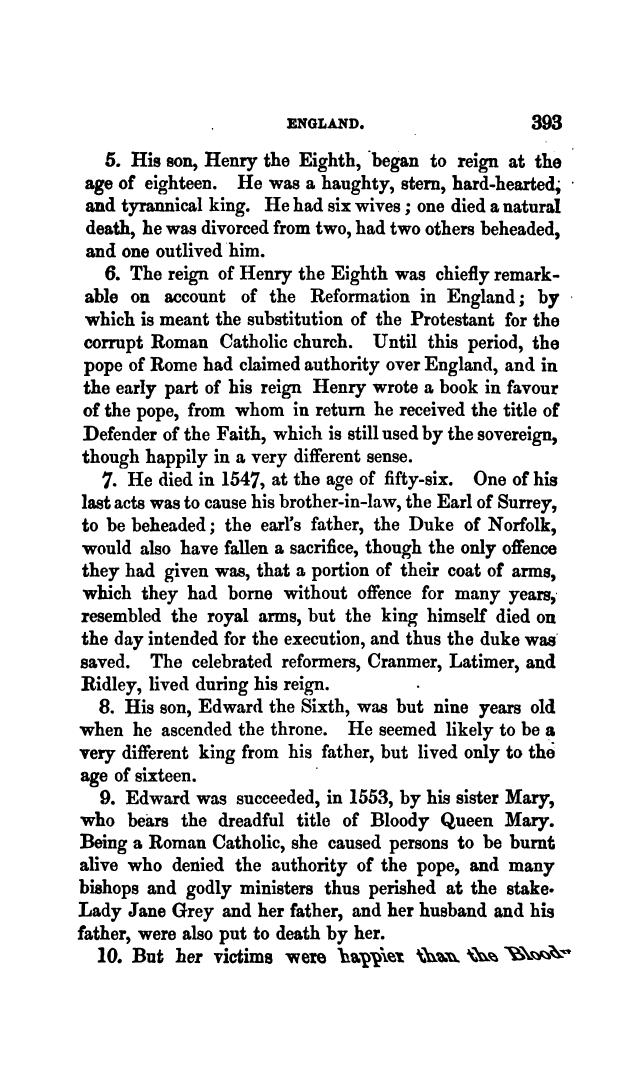 ENGLAND. 393
5. His son, Henry the Eighth, began to reign at the
age of eighteen. He was a haughty, stern, hard-hearted;
and tyrannical king. He had six wives; one died a natural
death, he was divorced from two, had two others beheaded,
and one outlived him.
6. The reign of Henry the Eighth was chiefly remark-
able on account of the Reformation in England; by
which is meant the substitution of the Protestant for the
corrupt Roman Catholic church. Until this period, the
pope of Rome had claimed authority over England, and in
the early part of his reign Henry wrote a book in favour
of the pope, from whom in return he received the title of
Defender of the Faith, which is still used by the sovereign,
though happily in a very different sense.
7. He died in 1547, at the age of fifty-six. One of his
last acts was to cause his brother-in-law, the Earl of Surrey,
to be beheaded; the earl's father, the Duke of Norfolk,
would also have fallen a sacrifice, though the only offence
they had given was, that a portion of their coat of arms,
which they had borne without offence for many years,
resembled the royal arms, but the king himself died on
the day intended for the execution, and thus the duke was
saved. The celebrated reformers, Cranmer, Latimer, and
Ridley, lived during his reign.
8. His son, Edward the Sixth, was but nine years old
when he ascended the throne. He seemed likely to be a
very different king from his father, but lived only to the
age of sixteen.
9. Edward was succeeded, in 1553, by his sister Mary,
who bears the dreadful title of Bloody Queen Mary.
Being a Roman Catholic, she caused persons to be burnt
alive who denied the authority of the pope, and many
bishops and godly ministers thus perished at the stake.
Lady Jane Grey and her father, and her husband and his
father, were also put to death by her.
10. But her victims were happier than the Blood-